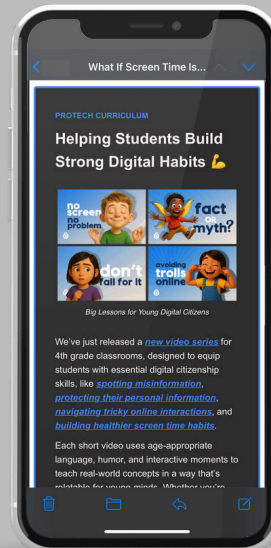 What If Screen Time Is...
PROTECH CURRICULUM
Helping Students Build
Strong Digital Habits 💪
no
screen
no
problem
fact
OR
myth?
don't
fall for it
avoiding
trolls
online
Big Lessons for Young Digital Citizens
We've just released a new video series for
4th grade classrooms, designed to equip
students with essential digital citizenship
skills, like spotting misinformation,
protecting their personal information,
navigating tricky online interactions, and
building healthier screen time habits.
Each short video uses age-appropriate
language, humor, and interactive moments to
teach real-world concepts in a way that's
relatable for young minds. Whether you're